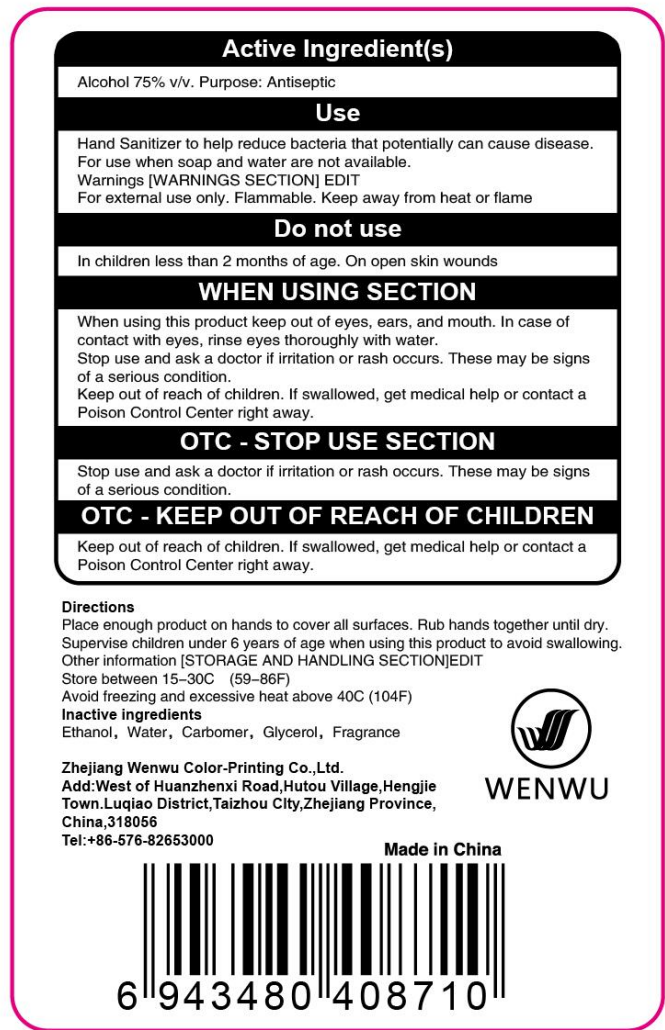 Active Ingredient(s)
Alcohol 75% v/v. Purpose: Antiseptic
Use
Hand Sanitizer to help reduce bacteria that potentially can cause disease.
For use when soap and water are not available.
Warnings [WARNINGS SECTION] EDIT
For external use only. Flammable. Keep away from heat or flame
Do not use
In children less than 2 months of age. On open skin wounds
WHEN USING SECTION
When using this product keep out of eyes, ears, and mouth. In case of
contact with eyes, rinse eyes thoroughly with water.
Stop use and ask a doctor if irritation or rash occurs. These may be signs
of a serious condition.
Keep out of reach of children. If swallowed, get medical help or contact a
Poison Control Center right away.
OTC - STOP USE SECTION
Stop use and ask a doctor if irritation or rash occurs. These may be signs
of a serious condition.
OTC - KEEP OUT OF REACH OF CHILDREN
Keep out of reach of children. If swallowed, get medical help or contact a
Poison Control Center right away.
Directions
Place enough product on hands to cover all surfaces. Rub hands together until dry.
Supervise children under 6 years of age when using this product to avoid swallowing.
Other information [STORAGE AND HANDLING SECTION]EDIT
Store between 15–30C (59–86F)
Avoid freezing and excessive heat above 40C (104F)
Inactive ingredients
Ethanol, Water, Carbomer, Glycerol, Fragrance
Zhejiang Wenwu Color-Printing Co.,Ltd.
Add:West of Huanzhenxi Road,Hutou Village,Hengjie
Town.Luqiao District,Taizhou CIty,Zhejiang Province,
China,318056
Tel:+86-576-82653000
WENWU
Made in China
6 943480 408710